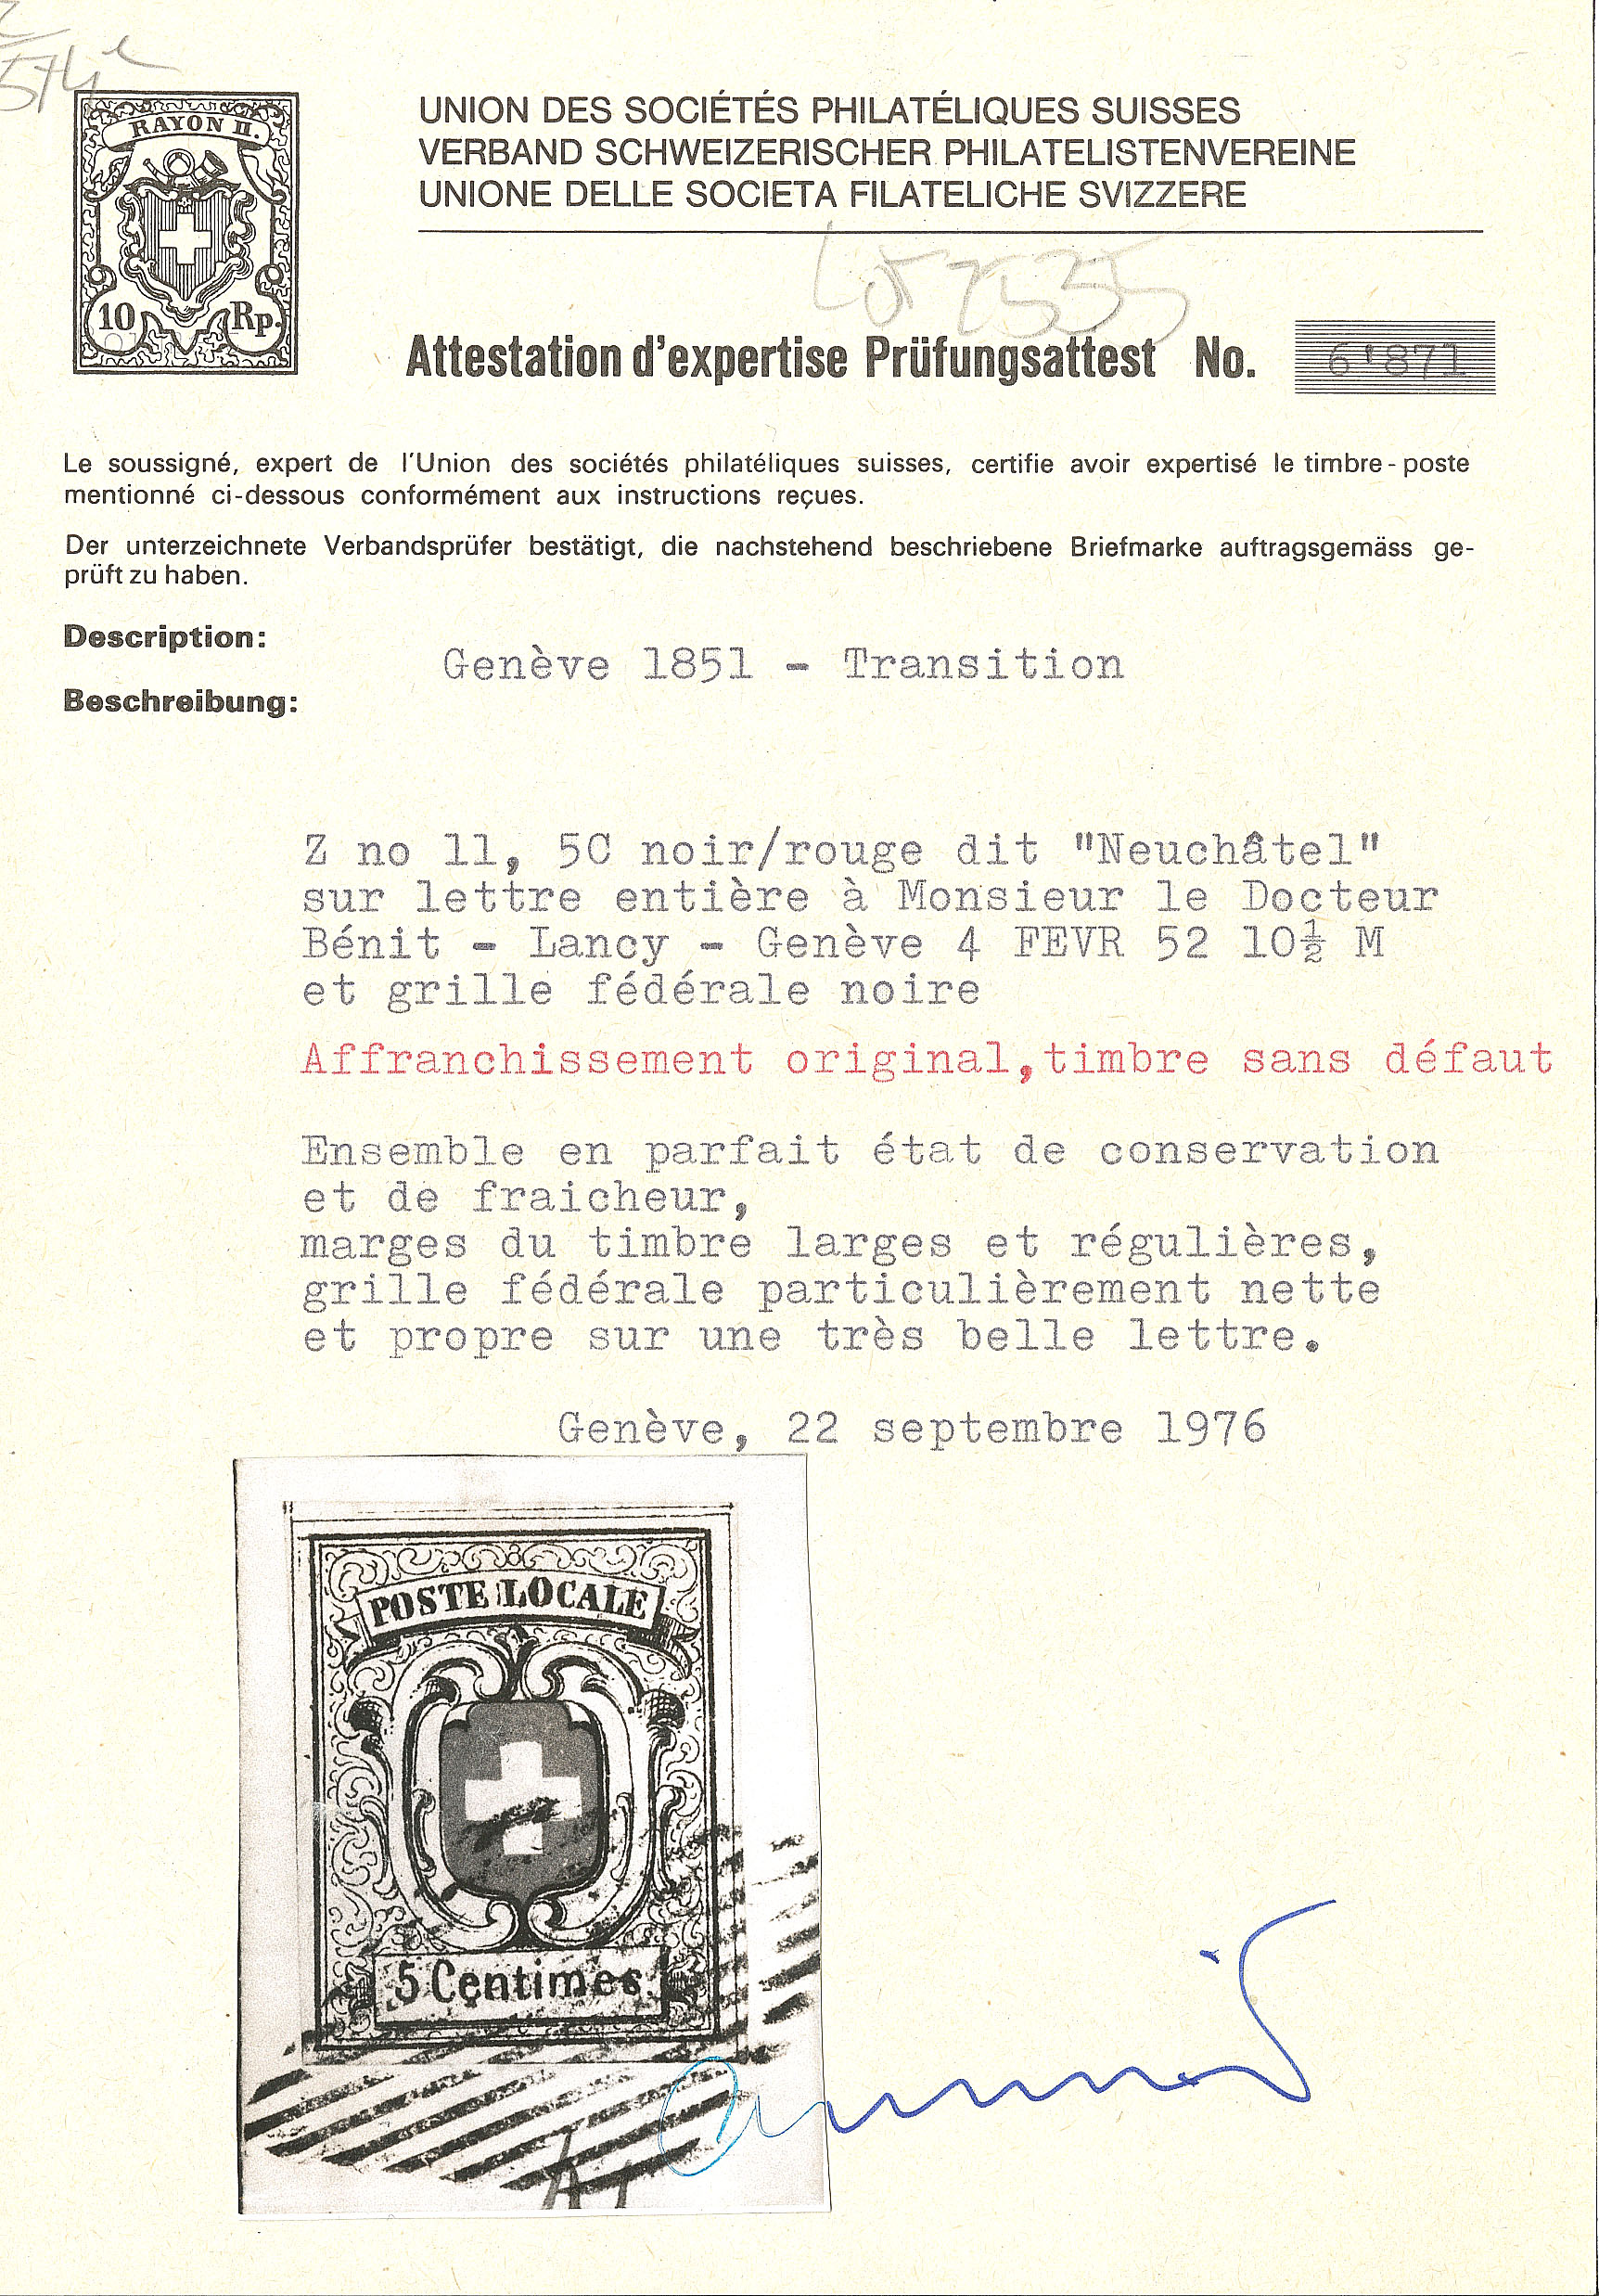 RAYON II.
10 Rp.
UNION DES SOCIÉTÉS PHILATÉLIQUES SUISSES
VERBAND SCHWEIZERISCHER PHILATELISTENVEREINE
UNIONE DELLE SOCIETA FILATELICHE SVIZZERE
Lot 2535
Attestation d'expertise Prüfungsattest No. 6'871
Le soussigné, expert de l'Union des sociétés philatéliques suisses, certifie avoir expertisé le timbre-poste
mentionné ci-dessous conformément aux instructions reçues.
Der unterzeichnete Verbandsprüfer bestätigt, die nachstehend beschriebene Briefmarke auftragsgemäss ge-
prüft zu haben.
Description:
Genève 1851 - Transition
Beschreibung:
Z no 11, 5C noir/rouge dit "Neuchâtel"
sur lettre entière à Monsieur le Docteur
Bénit - Lancy - Genève 4 FEVR 52 10½ M
et grille fédérale noire
Affranchissement original,timbre sans défaut
Ensemble en parfait état de conservation
et de fraicheur,
marges du timbre larges et régulières,
grille fédérale particulièrement nette
et propre sur une très belle lettre.
Genève, 22 septembre 1976
POSTE LOCALE
5 Centimes.